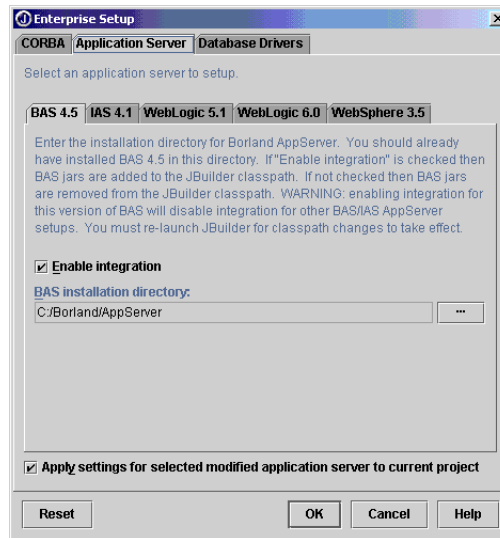 Enterprise Setup
CORBA Application Server Database Drivers
Select an application server to setup.
BAS 4.5 IAS 4.1 WebLogic 5.1 WebLogic 6.0 WebSphere 3.5
Enter the installation directory for Borland AppServer. You should already
have installed BAS 4.5 in this directory. If "Enable integration" is checked then
BAS jars are added to the JBuilder classpath. If not checked then BAS jars
are removed from the JBuilder classpath. WARNING: enabling integration for
this version of BAS will disable integration for other BAS/IAS AppServer
setups. You must re-launch JBuilder for classpath changes to take effect.
Enable integration
BAS installation directory:
C:/Borland/AppServer ...
Apply settings for selected modified application server to current project
Reset OK Cancel Help